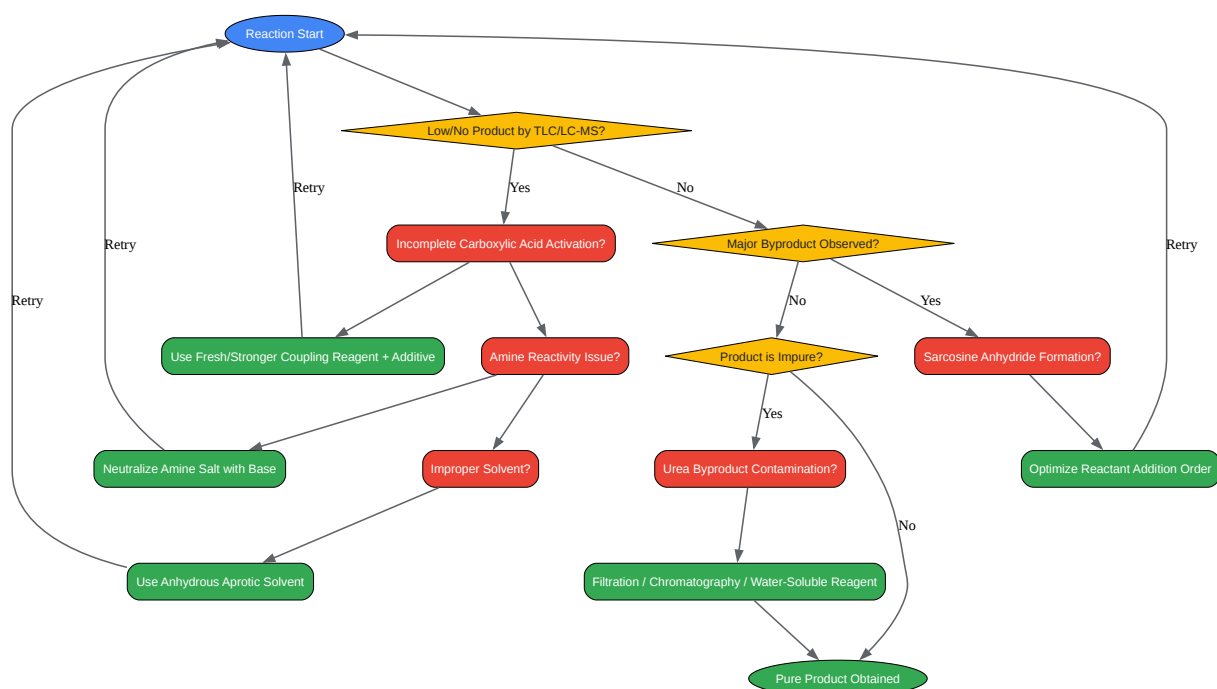 Reaction Start
Low/No Product by TLC/LC-MS?
Yes
No
Retry
Incomplete Carboxylic Acid Activation?
Major Byproduct Observed?
Retry
Retry
Retry
No
Yes
Use Fresh/Stronger Coupling Reagent + Additive
Amine Reactivity Issue?
Product is Impure?
Sarcosine Anhydride Formation?
Yes
Neutralize Amine Salt with Base
Improper Solvent?
Urea Byproduct Contamination?
Optimize Reactant Addition Order
No
Use Anhydrous Aprotic Solvent
Filtration / Chromatography / Water-Soluble Reagent
Pure Product Obtained